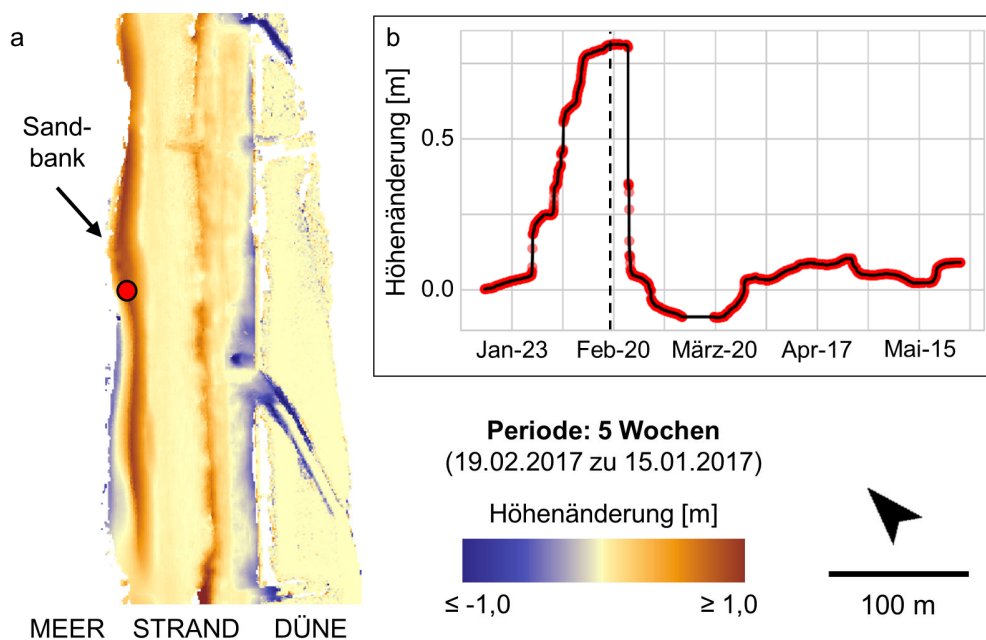 a
Sand-
bank
MEER STRAND DÜNE
b
Höhenänderung [m]
0.5
0.0
Jan-23 Feb-20 März-20 Apr-17 Mai-15
Periode: 5 Wochen
(19.02.2017 zu 15.01.2017)
Höhenänderung [m]
≤ -1,0 ≥ 1,0
100 m